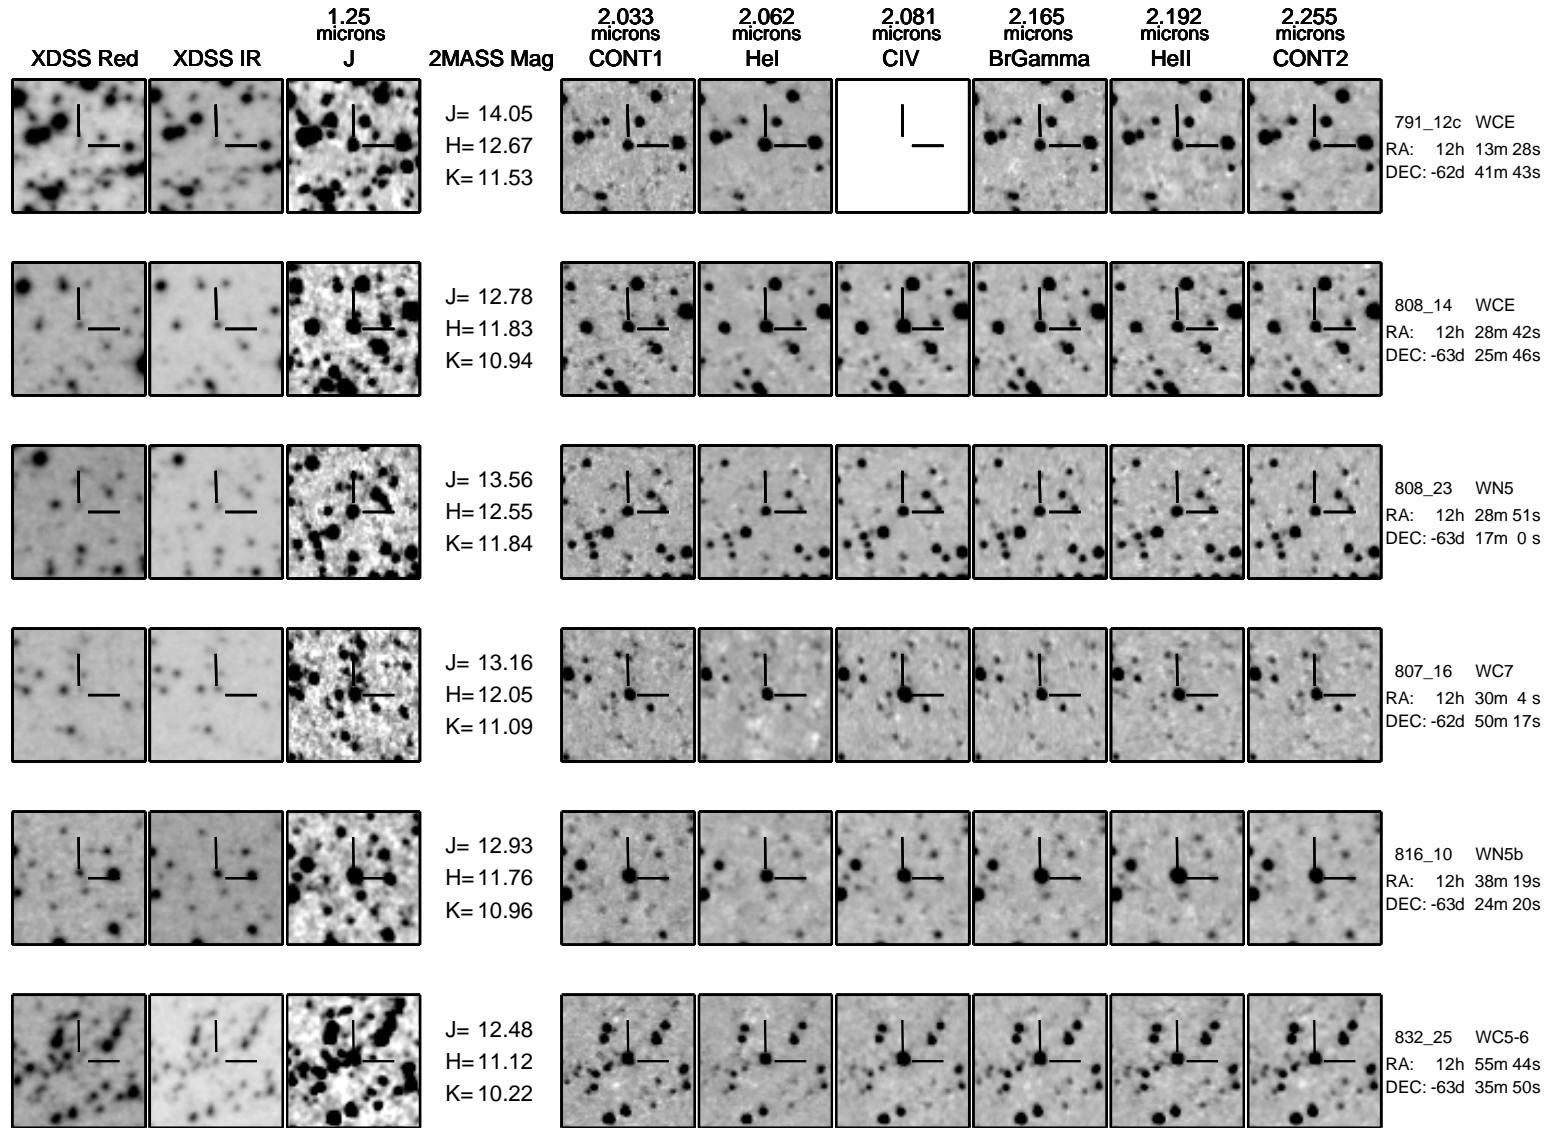 1.25 2.033 2.062 2.081 2.165 2.192 2.255
microns microns microns microns microns microns microns
XDSS Red XDSS IR J 2MASS Mag CONT1 HeI CIV BrGamma HeII CONT2
J= 14.05
H= 12.67
K= 11.53
791_12c WCE
RA: 12h 13m 28s
DEC: -62d 41m 43s
J= 12.78
H= 11.83
K= 10.94
808_14 WCE
RA: 12h 28m 42s
DEC: -63d 25m 46s
J= 13.56
H= 12.55
K= 11.84
808_23 WN5
RA: 12h 28m 51s
DEC: -63d 17m 0 s
J= 13.16
H= 12.05
K= 11.09
807_16 WC7
RA: 12h 30m 4 s
DEC: -62d 50m 17s
J= 12.93
H= 11.76
K= 10.96
816_10 WN5b
RA: 12h 38m 19s
DEC: -63d 24m 20s
J= 12.48
H= 11.12
K= 10.22
832_25 WC5-6
RA: 12h 55m 44s
DEC: -63d 35m 50s